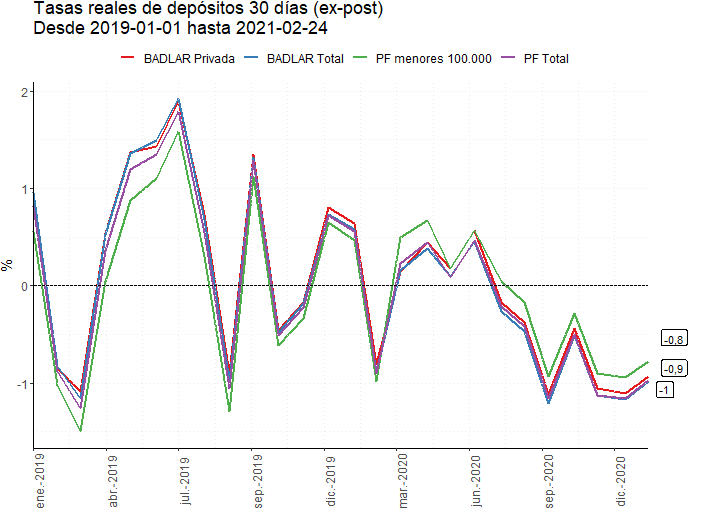 Tasas reales de depósitos 30 días (ex-post)
Desde 2019-01-01 hasta 2021-02-24
BADLAR Privada BADLAR Total PF menores 100.000 PF Total
2
1
0
-1
%
-0,8
-0,9
-1
ene.-2019 abr.-2019 jul.-2019 sep.-2019 dic.-2019 mar.-2020 jun.-2020 sep.-2020 dic.-2020